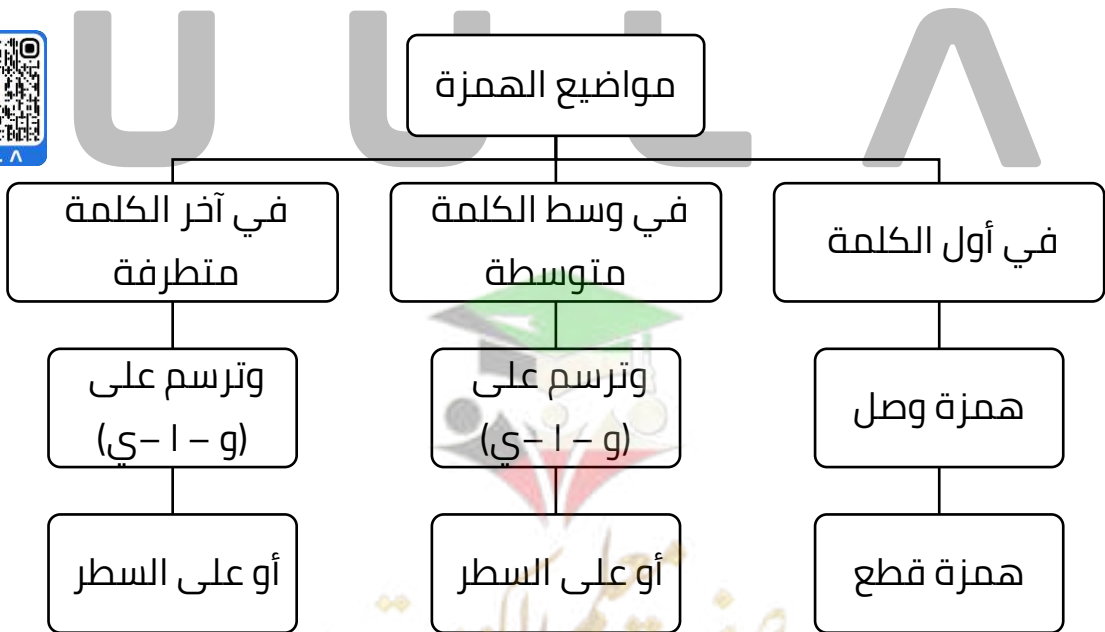 U U L Λ
Λ
مواضيع الهمزة
في أول الكلمة
في وسط الكلمة
متوسطة
في آخر الكلمة
متطرفة
همزة وصل
وترسم على
(و – ا –ي)
وترسم على
(و – ا –ي)
همزة قطع
أو على السطر
أو على السطر